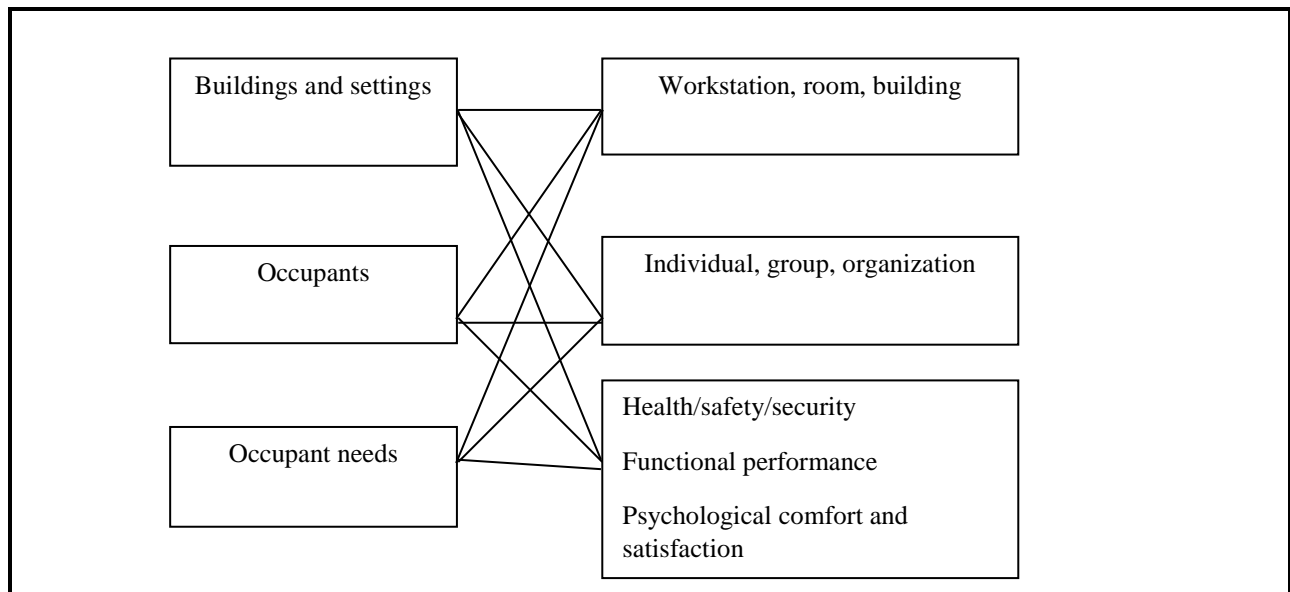 Buildings and settings
Workstation, room, building
Occupants
Individual, group, organization
Occupant needs
Health/safety/security
Functional performance
Psychological comfort and
satisfaction